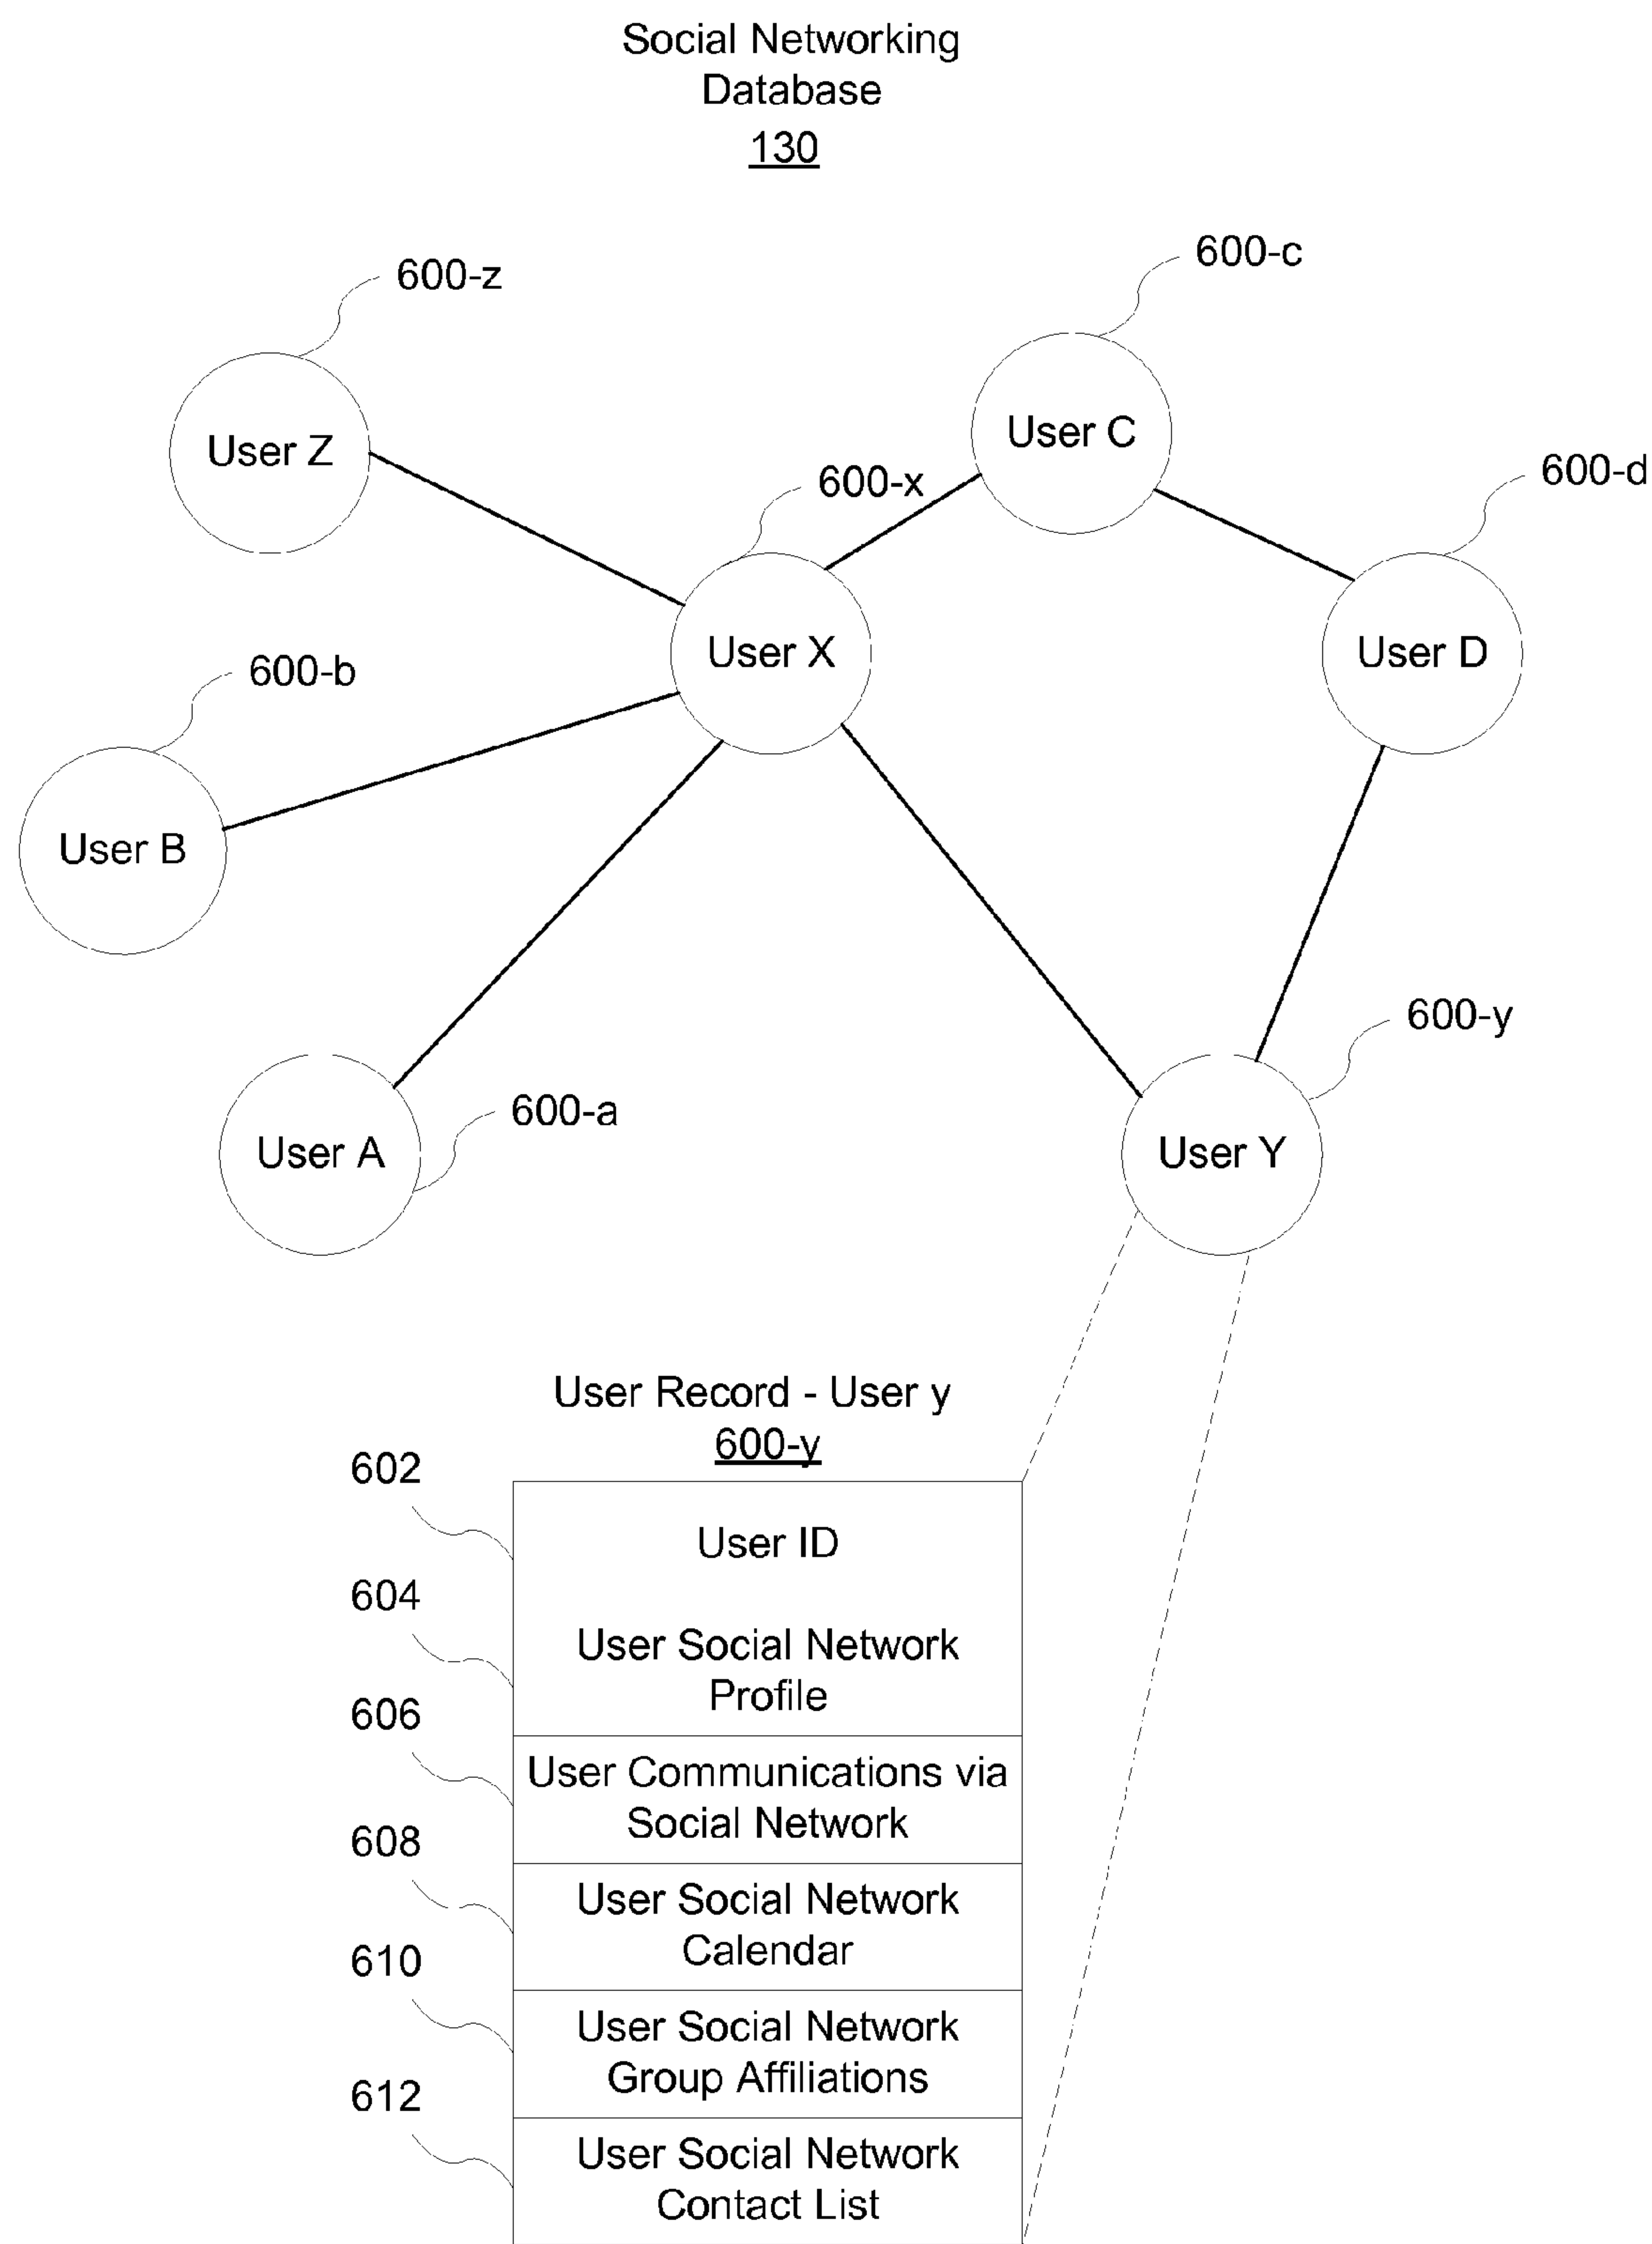 Social Networking
Database
130
600-c
600-z
User C
User Z
600-d
600-x
User X
User D
600-b
User B
600-y
600-a
User A
User Y
User Record - User y
600-y
602
User ID
604
User Social Network
Profile
606
User Communications via
Social Network
608
User Social Network
Calendar
610
User Social Network
Group Affiliations
612
User Social Network
Contact List